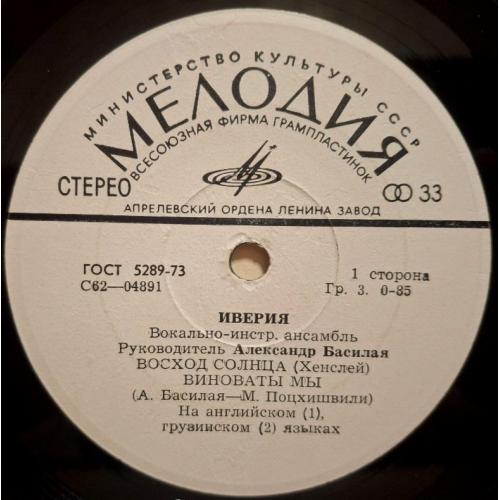 МИНИСТЕРСТВО КУЛЬТУРЫ СССР
МЕЛОДИЯ
ВСЕСОЮЗНАЯ ФИРМА ГРАМПЛАСТИНОК
СТЕРЕО 33
АПРЕЛЕВСКИЙ ОРДЕНА ЛЕНИНА ЗАВОД
ГОСТ 5289-73 1 сторона
С62—04891 Гр. 3. 0-85
ИВЕРИЯ
Вокально-инстр. ансамбль
Руководитель Александр Басилая
ВОСХОД СОЛНЦА (Хенслей)
ВИНОВАТЫ МЫ
(А. Басилая—М. Поцхишвили)
На английском (1),
грузинском (2) языках